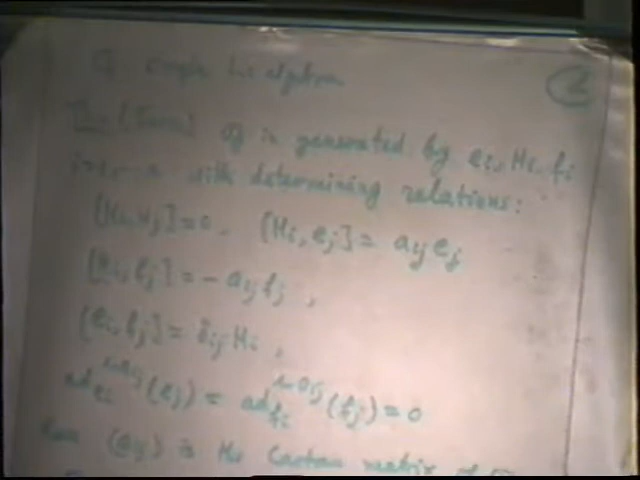 ② 
simple Lie algebra
Thm (Serre) 𝔤 is generated by eᵢ, Hᵢ, fᵢ
with determining relations:
[Hᵢ, Hⱼ] = 0, [Hᵢ, eⱼ] = aᵢⱼ eⱼ
[Hᵢ, fⱼ] = - aᵢⱼ fⱼ,
[eᵢ, fⱼ] = δᵢⱼ Hᵢ,
ad_{eᵢ}^{1-aᵢⱼ}(eⱼ) = ad_{fᵢ}^{1-aᵢⱼ}(fⱼ) = 0
(aᵢⱼ) is the Cartan matrix of